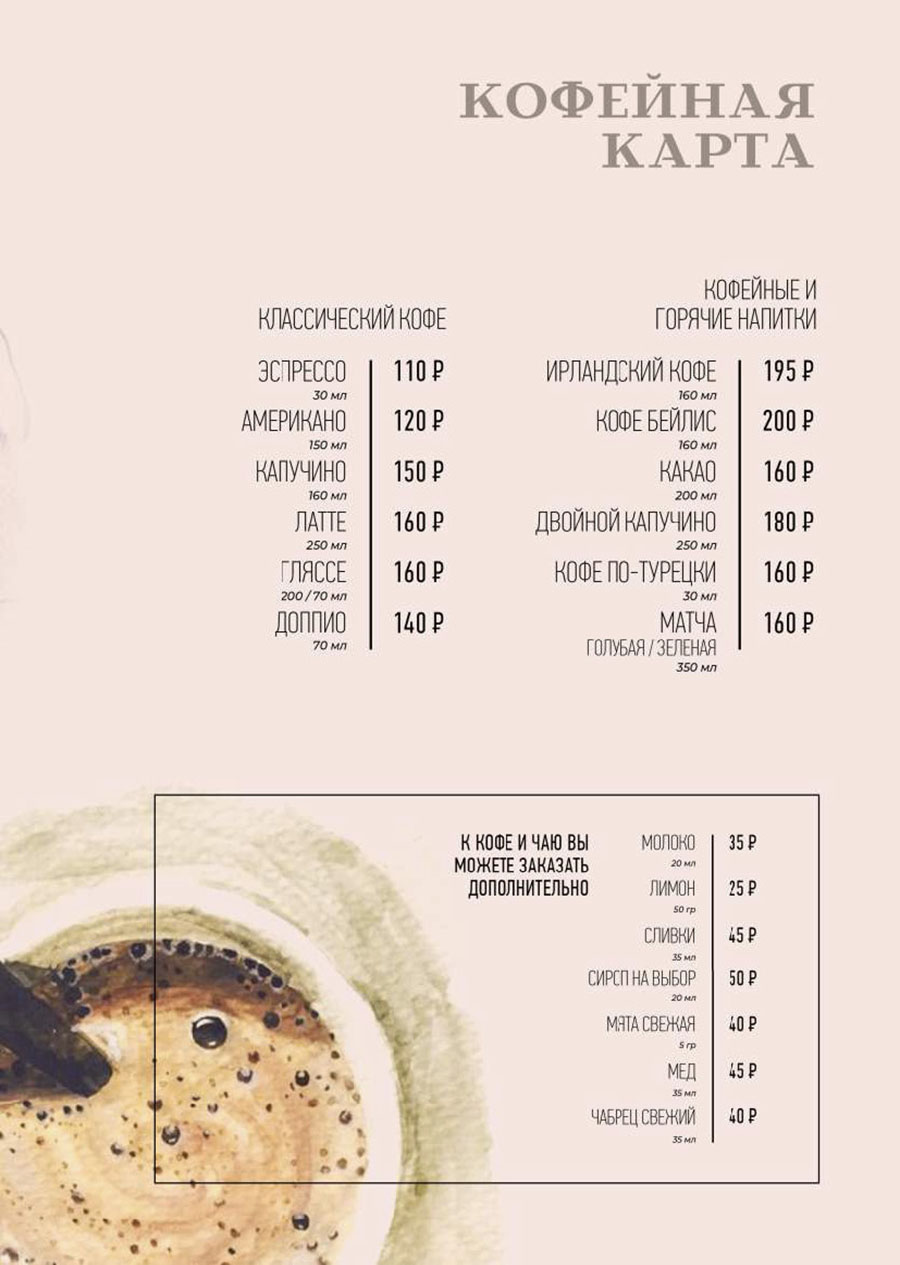 КОФЕЙНАЯ
КАРТА
КЛАССИЧЕСКИЙ КОФЕ
ЭСПРЕССО 110 ₽
30 мл
АМЕРИКАНО 120 ₽
150 мл
КАПУЧИНО 150 ₽
160 мл
ЛАТТЕ 160 ₽
250 мл
ГЛЯССЕ 160 ₽
200 / 70 мл
ДОППИО 140 ₽
70 мл
КОФЕЙНЫЕ И
ГОРЯЧИЕ НАПИТКИ
ИРЛАНДСКИЙ КОФЕ 195 ₽
160 мл
КОФЕ БЕЙЛИС 200 ₽
160 мл
КАКАО 160 ₽
200 мл
ДВОЙНОЙ КАПУЧИНО 180 ₽
250 мл
КОФЕ ПО-ТУРЕЦКИ 160 ₽
30 мл
МАТЧА 160 ₽
ГОЛУБАЯ / ЗЕЛЕНАЯ
350 мл
К КОФЕ И ЧАЮ ВЫ
МОЖЕТЕ ЗАКАЗАТЬ
ДОПОЛНИТЕЛЬНО
МОЛОКО 35 ₽
20 мл
ЛИМОН 25 ₽
50 гр
СЛИВКИ 45 ₽
35 мл
СИРОП НА ВЫБОР 50 ₽
20 мл
МЯТА СВЕЖАЯ 40 ₽
5 гр
МЕД 45 ₽
35 мл
ЧАБРЕЦ СВЕЖИЙ 40 ₽
35 мл